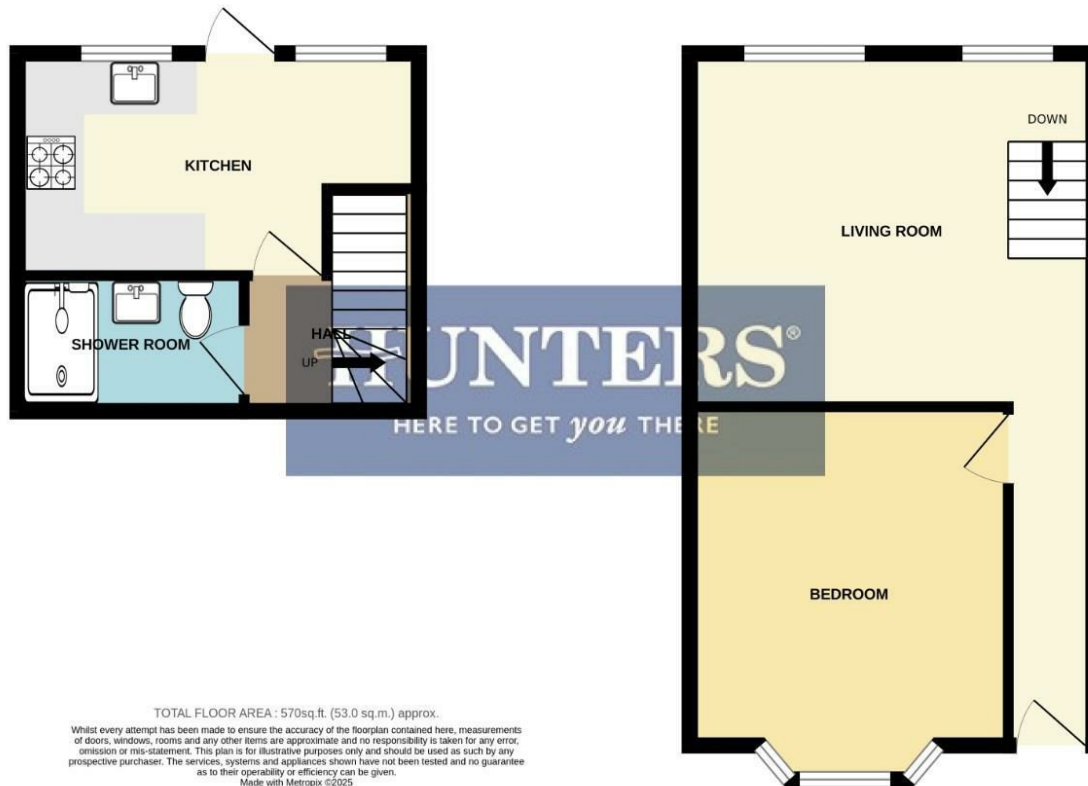 KITCHEN
SHOWER ROOM
HALL
UP
DOWN
LIVING ROOM
BEDROOM
HUNTERS®
HERE TO GET you THERE
TOTAL FLOOR AREA : 570sq.ft. (53.0 sq.m.) approx.
Whilst every attempt has been made to ensure the accuracy of the floorplan contained here, measurements
of doors, windows, rooms and any other items are approximate and no responsibility is taken for any error,
omission or mis-statement. This plan is for illustrative purposes only and should be used as such by any
prospective purchaser. The services, systems and appliances shown have not been tested and no guarantee
as to their operability or efficiency can be given.
Made with Metropix ©2025